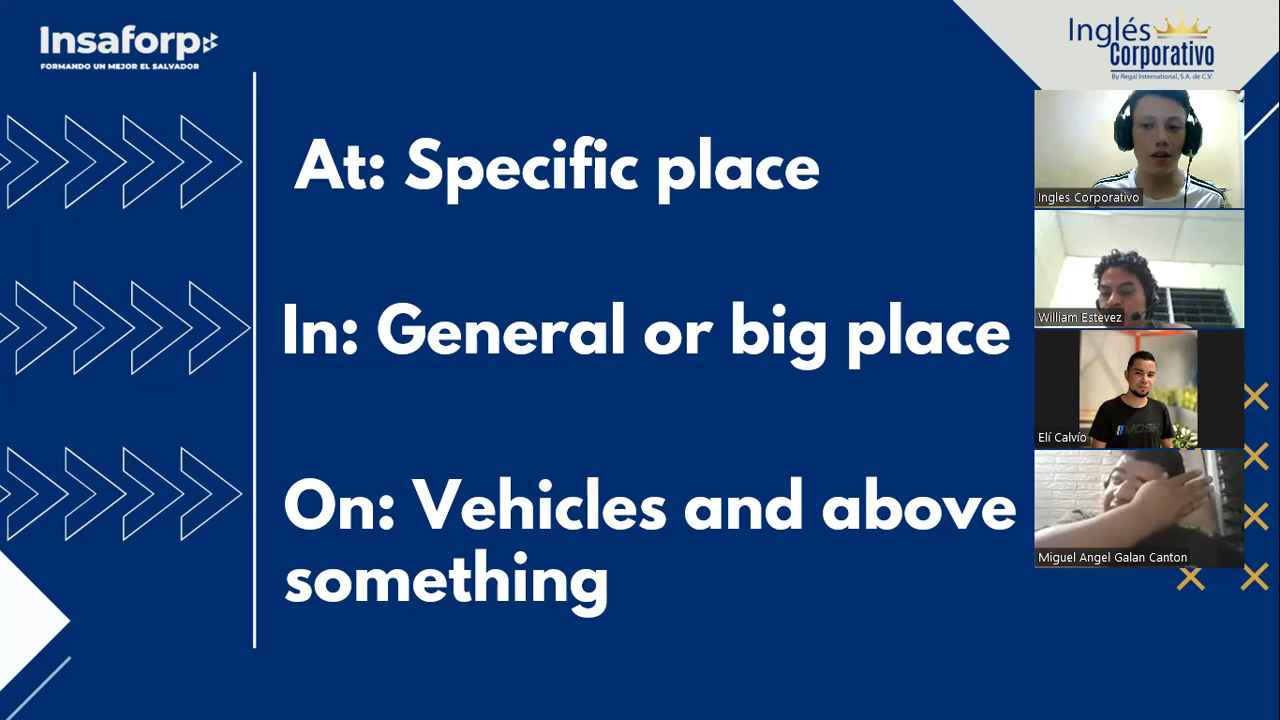 Insaforp
FORMANDO UN MEJOR EL SALVADOR
Inglés
Corporativo
By Regal International, S.A. de C.V.
At: Specific place
In: General or big place
On: Vehicles and above
something
Ingles Corporativo
William Estevez
Elí Calvío
Miguel Angel Galan Canton